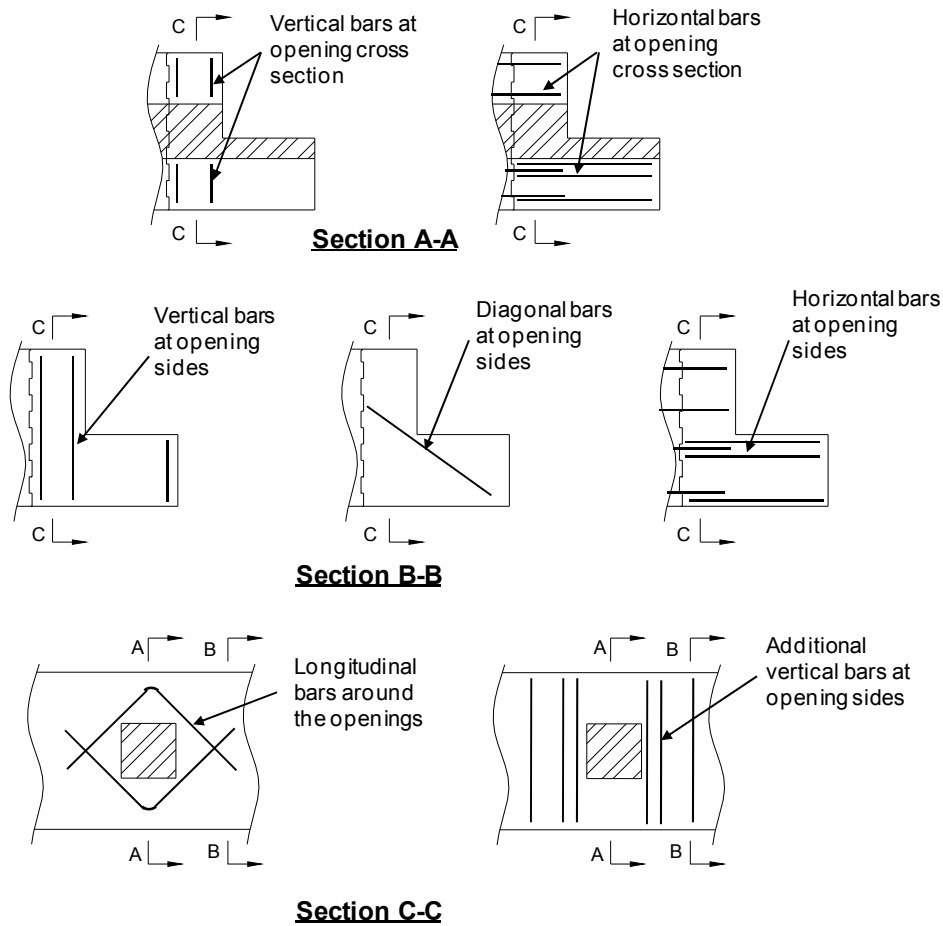 C
Vertical bars at
opening cross
section
C
C
Horizontal bars
at opening
cross section
C
Section A-A
C
Vertical bars
at opening
sides
C
C
Diagonal bars
at opening
sides
C
C
Horizontal bars
at opening
sides
C
Section B-B
A
B
Longitudinal
bars around
the openings
A
B
A
B
Additional
vertical bars at
opening sides
A
B
Section C-C